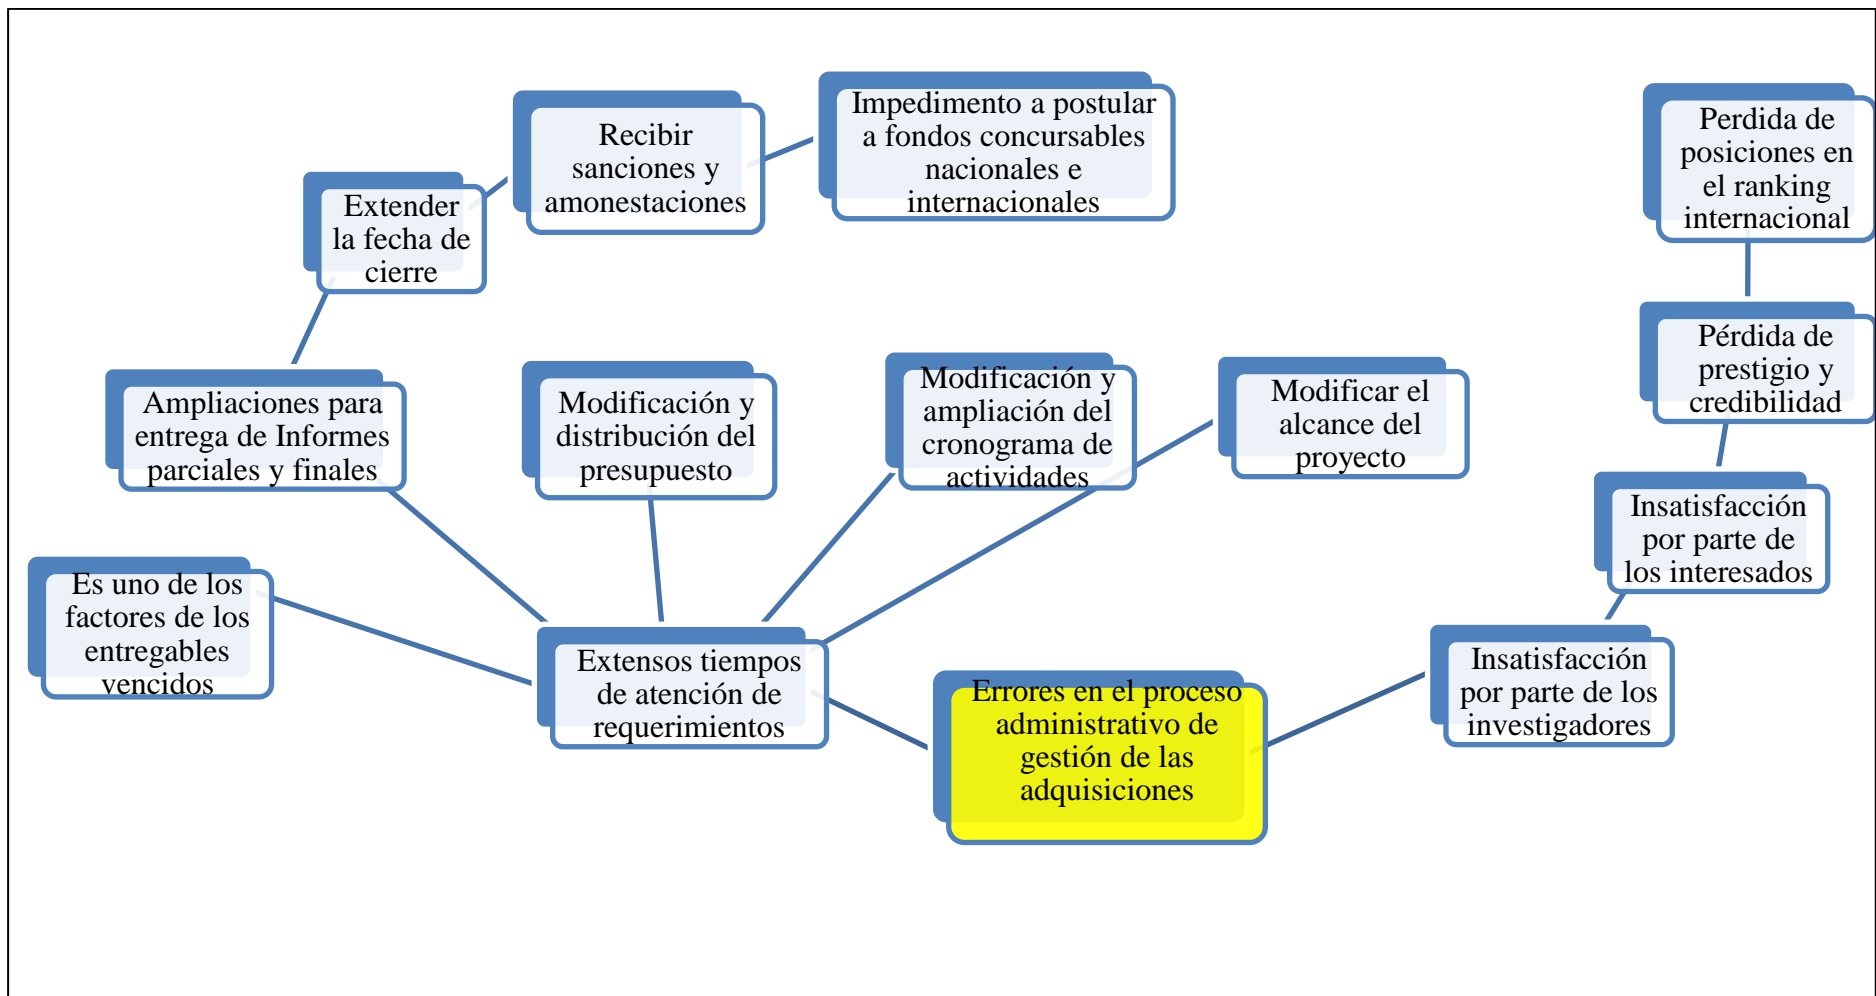 Impedimento a postular
a fondos concursables
nacionales e
internacionales
Recibir
sanciones y
amonestaciones
Perdida de
posiciones en
el ranking
internacional
Extender
la fecha de
cierre
Pérdida de
prestigio y
credibilidad
Ampliaciones para
entrega de Informes
parciales y finales
Modificación y
distribución del
presupuesto
Modificación y
ampliación del
cronograma de
actividades
Modificar el
alcance del
proyecto
Insatisfacción
por parte de
los interesados
Es uno de los
factores de los
entregables
vencidos
Extensos tiempos
de atención de
requerimientos
Errores en el proceso
administrativo de
gestión de las
adquisiciones
Insatisfacción
por parte de los
investigadores